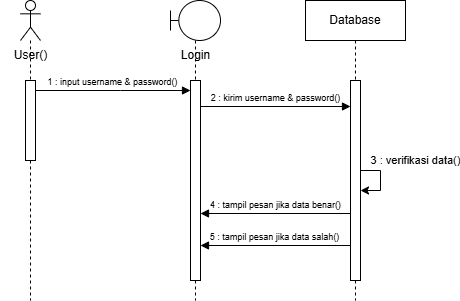 User()
Login
Database
1 : input username & password()
2 : kirim username & password()
3 : verifikasi data()
4 : tampil pesan jika data benar()
5 : tampil pesan jika data salah()